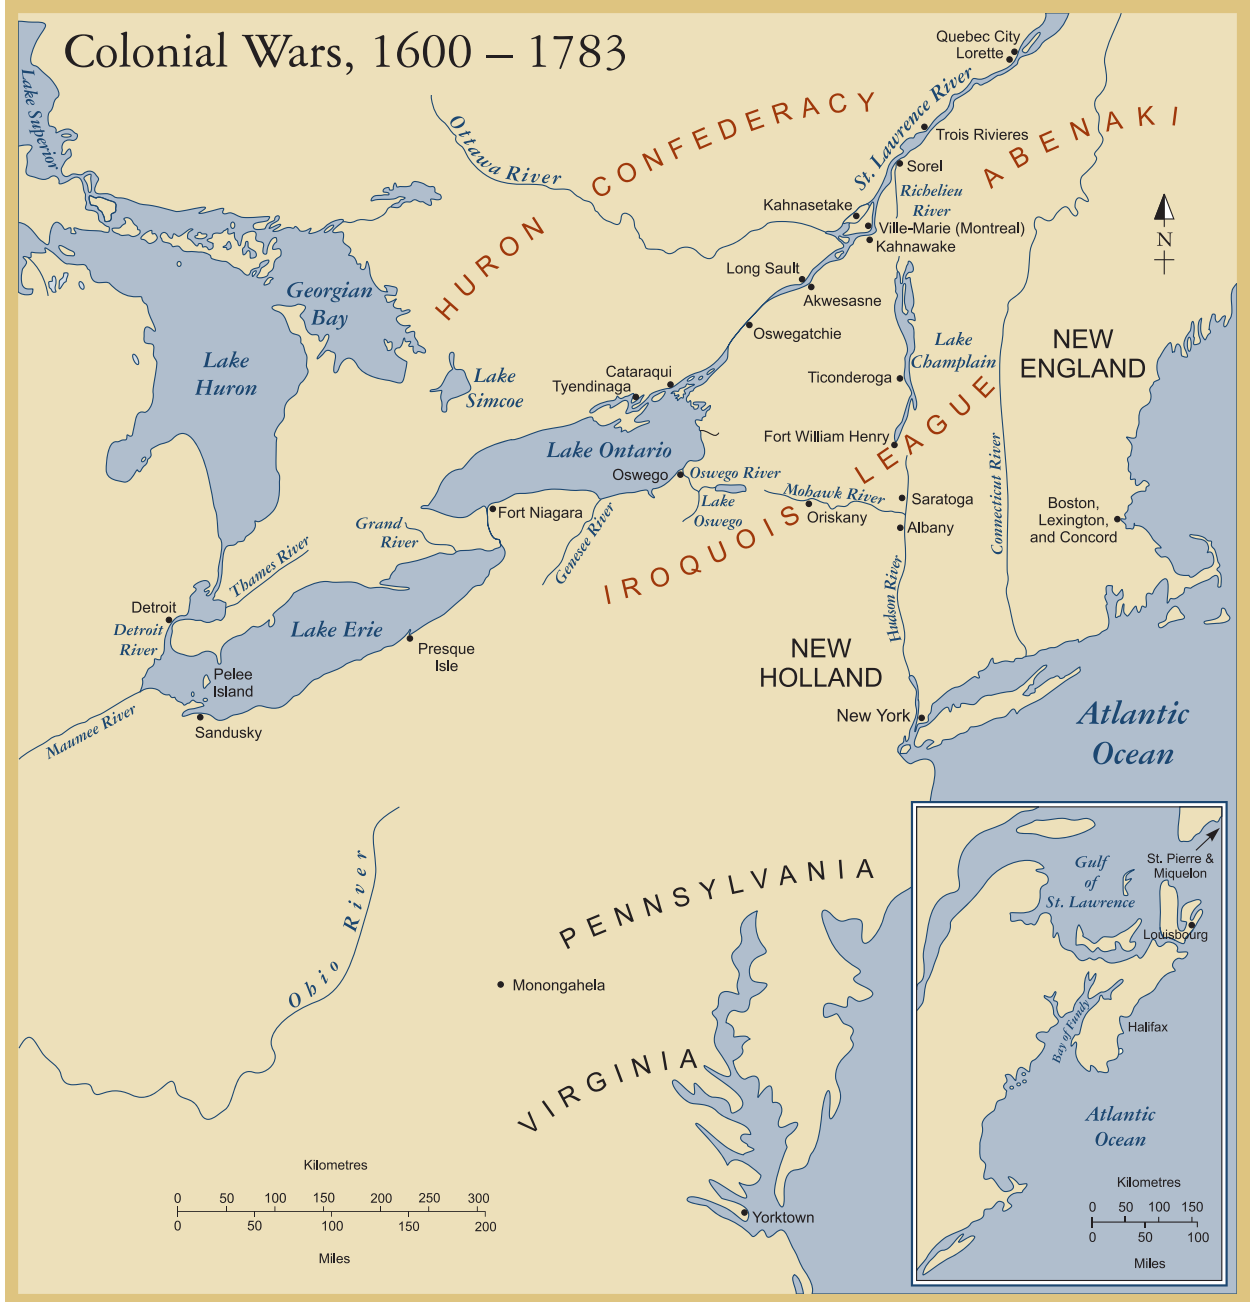 Colonial Wars, 1600 – 1783
Quebec City
Lorette
Lake Superior
Ottawa River
HURON CONFEDERACY
St. Lawrence River
Trois Rivieres
ABENAKI
Sorel
Richelieu
River
Kahnasetake
Ville-Marie (Montreal)
Kahnawake
N
Long Sault
Akwesasne
Georgian
Bay
Oswegatchie
Lake
Champlain
NEW
ENGLAND
Lake
Huron
Lake
Simcoe
Cataraqui
Tyendinaga
Ticonderoga
Fort William Henry
Lake Ontario
Oswego
Oswego River
Lake
Oswego
Mohawk River
Oriskany
IROQUOIS LEAGUE
Saratoga
Albany
Connecticut River
Boston,
Lexington,
and Concord
Fort Niagara
Grand
River
Genesee River
Thames River
Hudson River
Detroit
Detroit
River
Lake Erie
Presque
Isle
Pelee
Island
Sandusky
Maumee River
NEW
HOLLAND
New York
Atlantic
Ocean
Ohio River
PENNSYLVANIA
Monongahela
VIRGINIA
Yorktown
Kilometres
0 50 100 150 200 250 300
0 50 100 150 200
Miles
St. Pierre &
Miquelon
Gulf
of
St. Lawrence
Louisbourg
Bay of Fundy
Halifax
Atlantic
Ocean
Kilometres
0 50 100 150
0 50 100
Miles